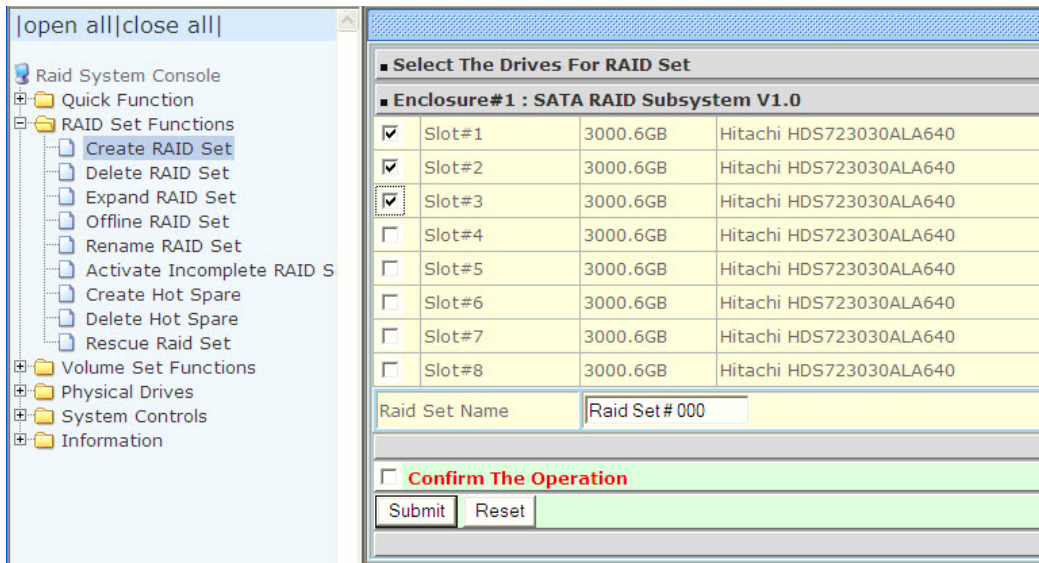 |open all|close all|
Raid System Console
Quick Function
RAID Set Functions
Create RAID Set
Delete RAID Set
Expand RAID Set
Offline RAID Set
Rename RAID Set
Activate Incomplete RAID S
Create Hot Spare
Delete Hot Spare
Rescue Raid Set
Volume Set Functions
Physical Drives
System Controls
Information
Select The Drives For RAID Set
Enclosure#1 : SATA RAID Subsystem V1.0
Slot#1 3000.6GB Hitachi HDS723030ALA640
Slot#2 3000.6GB Hitachi HDS723030ALA640
Slot#3 3000.6GB Hitachi HDS723030ALA640
Slot#4 3000.6GB Hitachi HDS723030ALA640
Slot#5 3000.6GB Hitachi HDS723030ALA640
Slot#6 3000.6GB Hitachi HDS723030ALA640
Slot#7 3000.6GB Hitachi HDS723030ALA640
Slot#8 3000.6GB Hitachi HDS723030ALA640
Raid Set Name Raid Set # 000
Confirm The Operation
Submit Reset